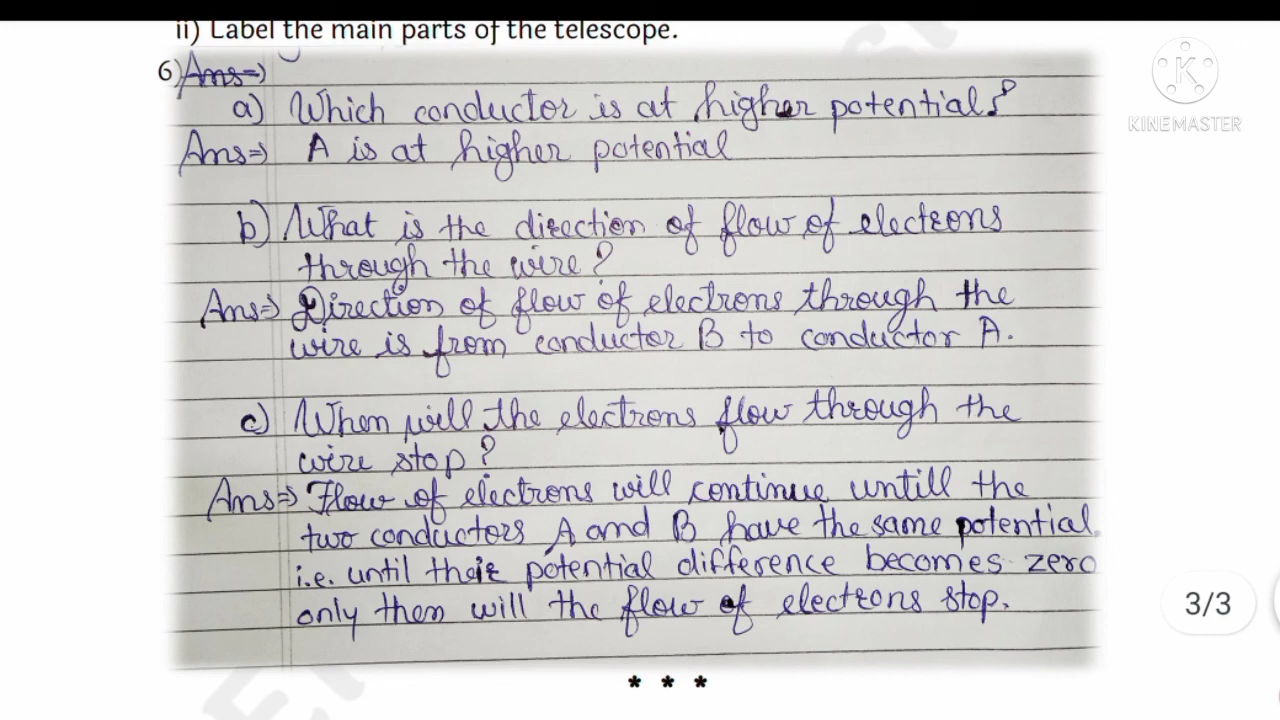 ii) Label the main parts of the telescope.
6) Ans⇒
a) Which conductor is at higher potential?
Ans⇒ A is at higher potential
b) What is the direction of flow of electrons
through the wire?
Ans⇒ Direction of flow of electrons through the
wire is from conductor B to conductor A.
c) When will the electrons flow through the
wire stop?
Ans⇒ Flow of electrons will continue untill the
two conductors A and B have the same potential.
i.e. until their potential difference becomes zero
only then will the flow of electrons stop.
* * *
K
KINEMASTER
3/3